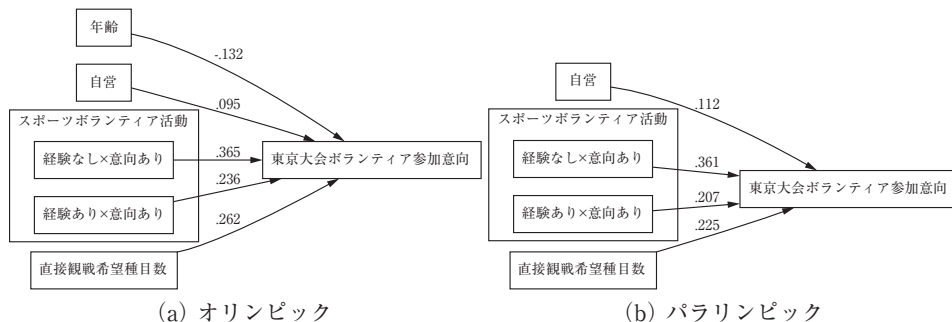 年齢
-.132
自営
.095
スポーツボランティア活動
経験なし×意向あり
.365
東京大会ボランティア参加意向
.236
経験あり×意向あり
.262
直接観戦希望種目数
(a) オリンピック
自営
.112
スポーツボランティア活動
経験なし×意向あり
.361
東京大会ボランティア参加意向
.207
経験あり×意向あり
.225
直接観戦希望種目数
(b) パラリンピック